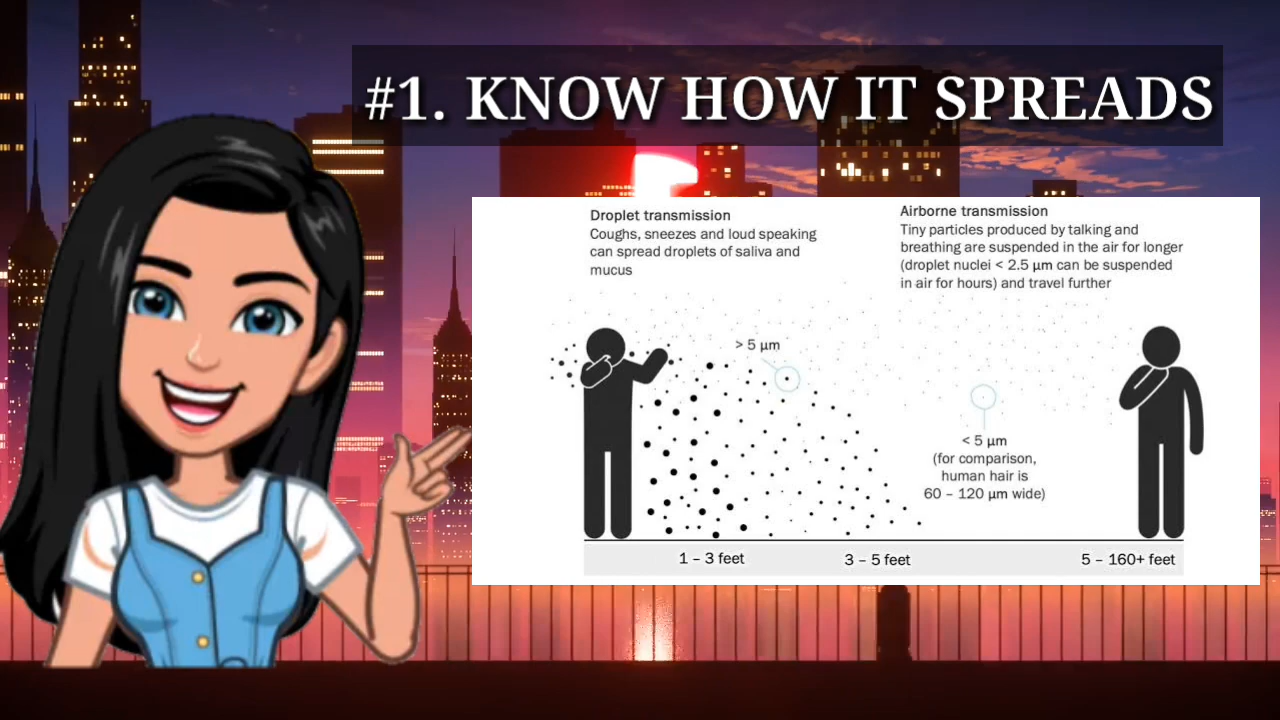 #1. KNOW HOW IT SPREADS
Droplet transmission
Coughs, sneezes and loud speaking
can spread droplets of saliva and
mucus
Airborne transmission
Tiny particles produced by talking and
breathing are suspended in the air for longer
(droplet nuclei < 2.5 µm can be suspended
in air for hours) and travel further
> 5 µm
< 5 µm
(for comparison,
human hair is
60 – 120 µm wide)
1 – 3 feet
3 – 5 feet
5 – 160+ feet